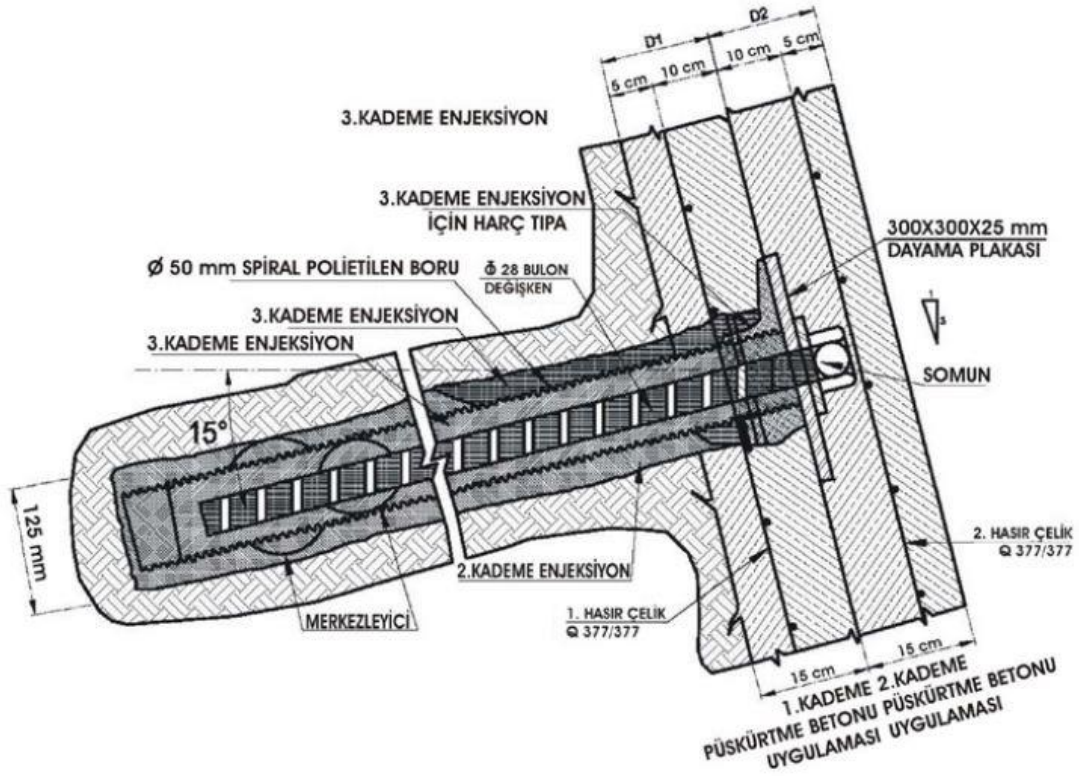 D1
D2
5 cm
10 cm
10 cm
5 cm
3.KADEME ENJEKSİYON
3.KADEME ENJEKSİYON
İÇİN HARÇ TIPA
300X300X25 mm
DAYAMA PLAKASI
Ø 50 mm SPİRAL POLİETİLEN BORU
Φ 28 BULON
DEĞİŞKEN
3.KADEME ENJEKSİYON
3.KADEME ENJEKSİYON
1
3
SOMUN
15°
125 mm
2. HASIR ÇELİK
Q 377/377
2.KADEME ENJEKSİYON
MERKEZLEYİCİ
1. HASIR ÇELİK
Q 377/377
15 cm
15 cm
1.KADEME 2.KADEME
PÜSKÜRTME BETONU PÜSKÜRTME BETONU
UYGULAMASI UYGULAMASI